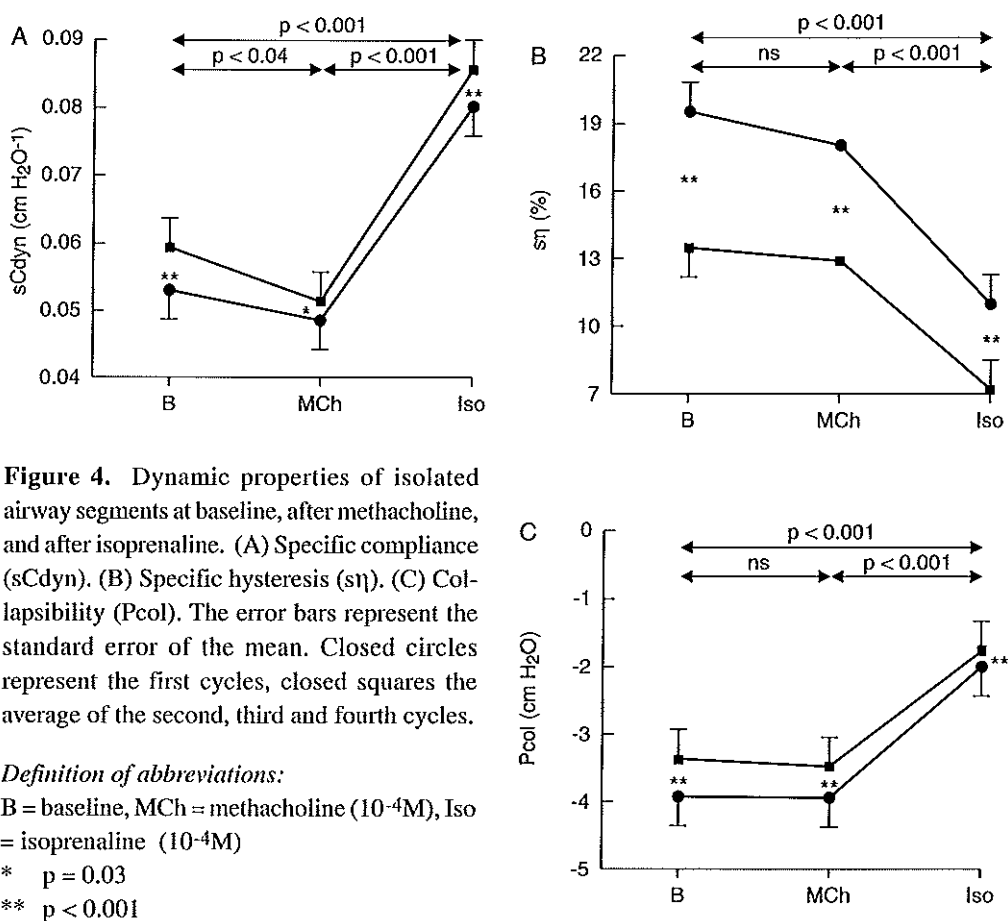 A
p < 0.001
p < 0.04
p < 0.001
0.09
0.08
0.07
0.06
0.05
0.04
sCdyn (cm H₂O⁻¹)
**
*
**
B
MCh
Iso
B
p < 0.001
ns
p < 0.001
22
19
16
13
10
7
sη (%)
**
**
**
B
MCh
Iso
Figure 4. Dynamic properties of isolated
airway segments at baseline, after methacholine,
and after isoprenaline. (A) Specific compliance
(sCdyn). (B) Specific hysteresis (sη). (C) Col-
lapsibility (Pcol). The error bars represent the
standard error of the mean. Closed circles
represent the first cycles, closed squares the
average of the second, third and fourth cycles.
Definition of abbreviations:
B = baseline, MCh = methacholine (10⁻⁴M), Iso
= isoprenaline (10⁻⁴M)
* p = 0.03
** p < 0.001
C
p < 0.001
ns
p < 0.001
0
-1
-2
-3
-4
-5
Pcol (cm H₂O)
**
**
**
B
MCh
Iso